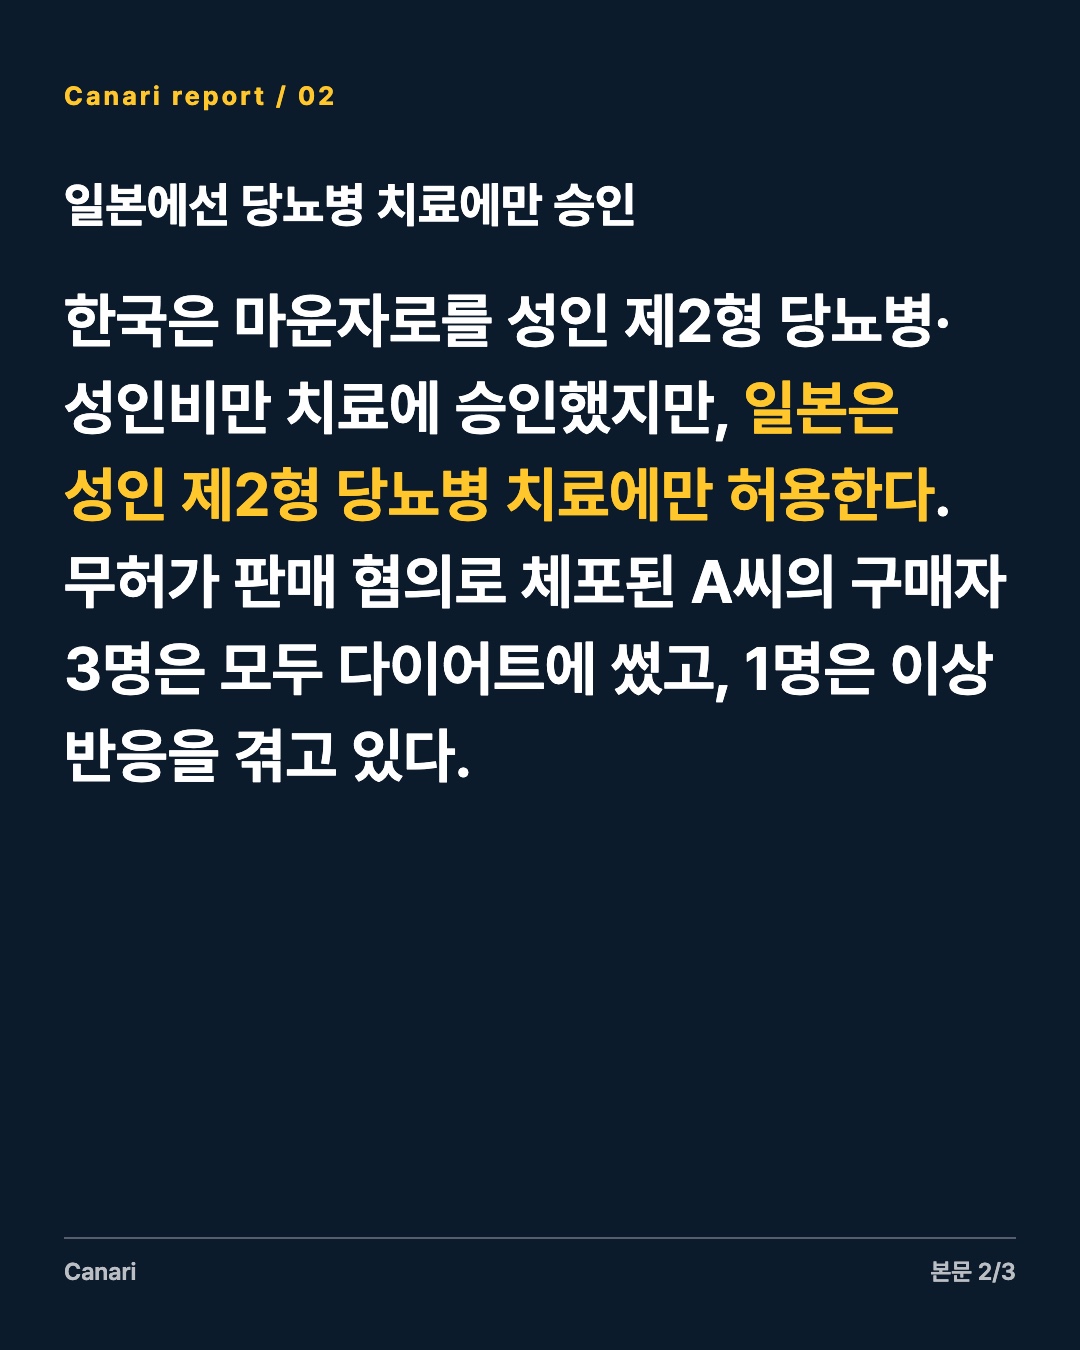 Canari report / 02
일본에선 당뇨병 치료에만 승인
한국은 마운자로를 성인 제2형 당뇨병·
성인비만 치료에 승인했지만, 일본은
성인 제2형 당뇨병 치료에만 허용한다.
무허가 판매 혐의로 체포된 A씨의 구매자
3명은 모두 다이어트에 썼고, 1명은 이상
반응을 겪고 있다.
Canari
본문 2/3